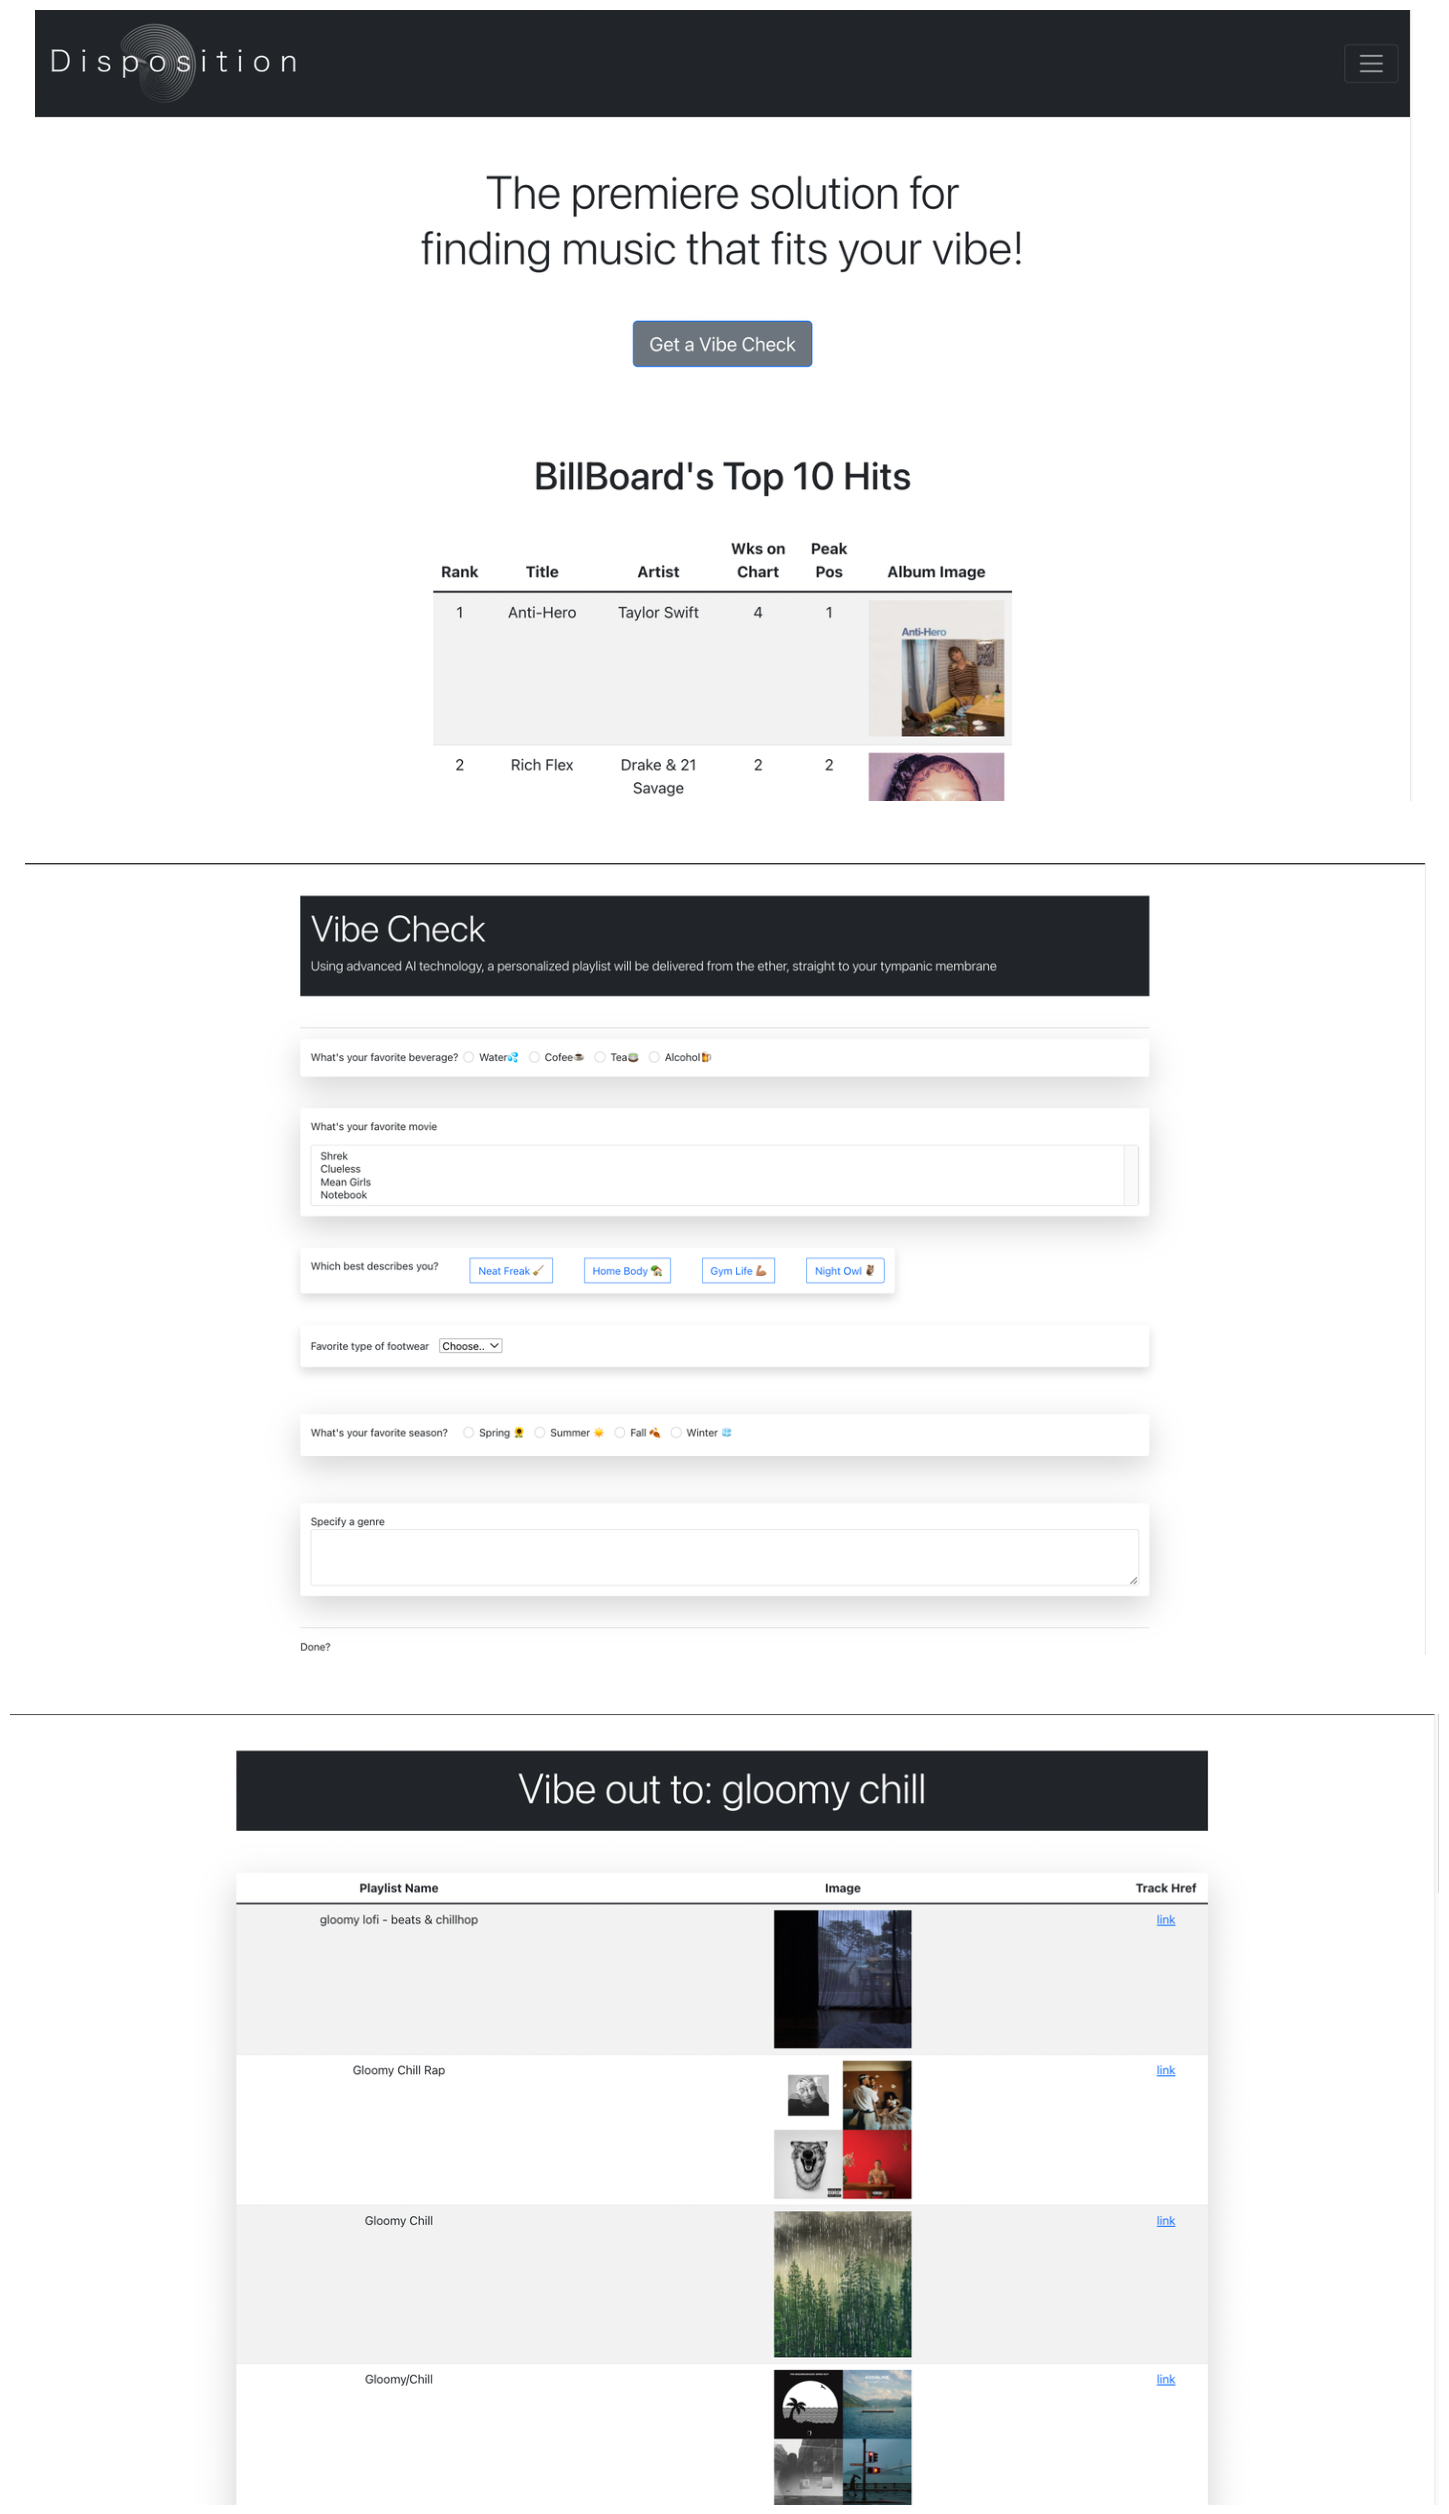 Disposition
The premiere solution for
finding music that fits your vibe!
Get a Vibe Check
BillBoard's Top 10 Hits
Rank Title Artist Wks on Chart Peak Pos Album Image
1 Anti-Hero Taylor Swift 4 1
Anti-Hero
2 Rich Flex Drake & 21 Savage 2 2
Vibe Check
Using advanced AI technology, a personalized playlist will be delivered from the ether, straight to your tympanic membrane
What's your favorite beverage? Water💦 Cofee☕ Tea🍵 Alcohol🍺
What's your favorite movie
Shrek
Clueless
Mean Girls
Notebook
Which best describes you? Neat Freak 🧹 Home Body 🏡 Gym Life 💪🏽 Night Owl 🦉
Favorite type of footwear Choose..
What's your favorite season? Spring 🌻 Summer ☀️ Fall 🍂 Winter 🧊
Specify a genre
Done?
Vibe out to: gloomy chill
Playlist Name Image Track Href
gloomy lofi - beats & chillhop link
Gloomy Chill Rap link
Gloomy Chill link
Gloomy/Chill link